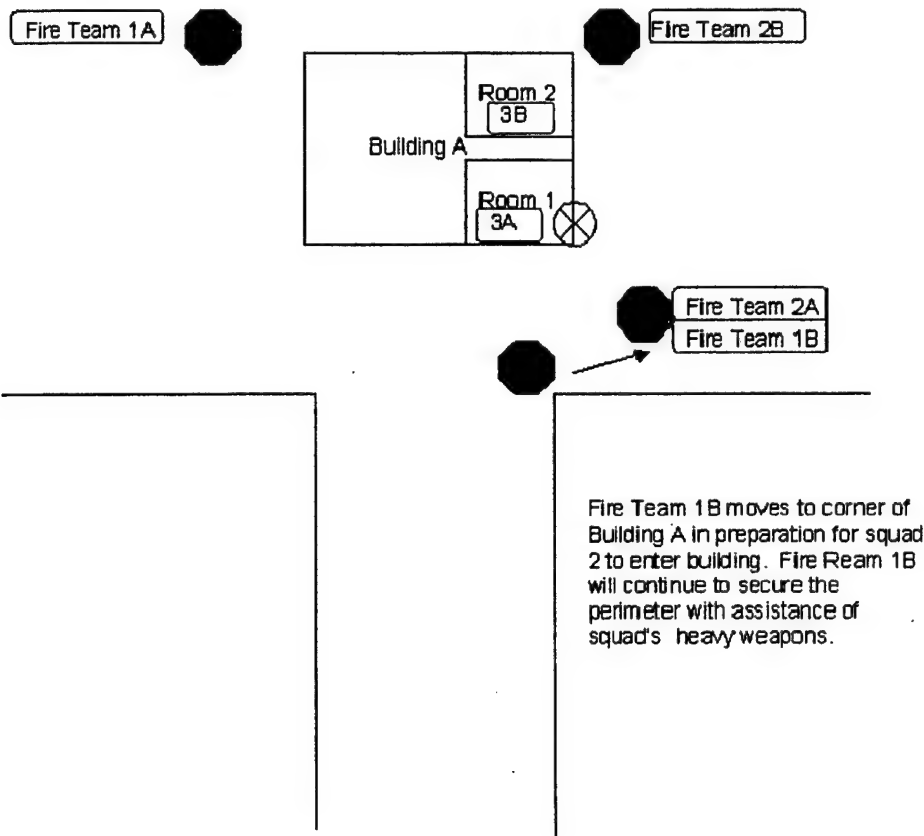 Fire Team 1A
Fire Team 2B
Room 2
3B
Building A
Room 1
3A
Fire Team 2A
Fire Team 1B
Fire Team 1B moves to corner of
Building A in preparation for squad
2 to enter building. Fire Ream 1B
will continue to secure the
perimeter with assistance of
squad's heavy weapons.